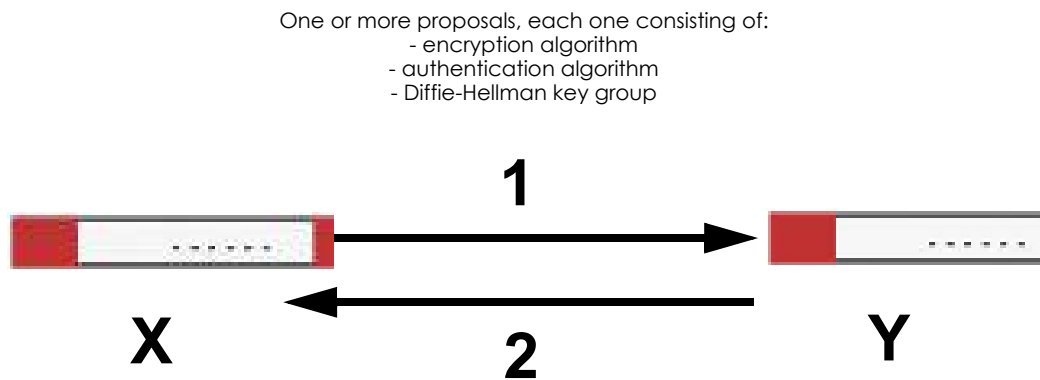 One or more proposals, each one consisting of:
- encryption algorithm
- authentication algorithm
- Diffie-Hellman key group
1
2
X
Y